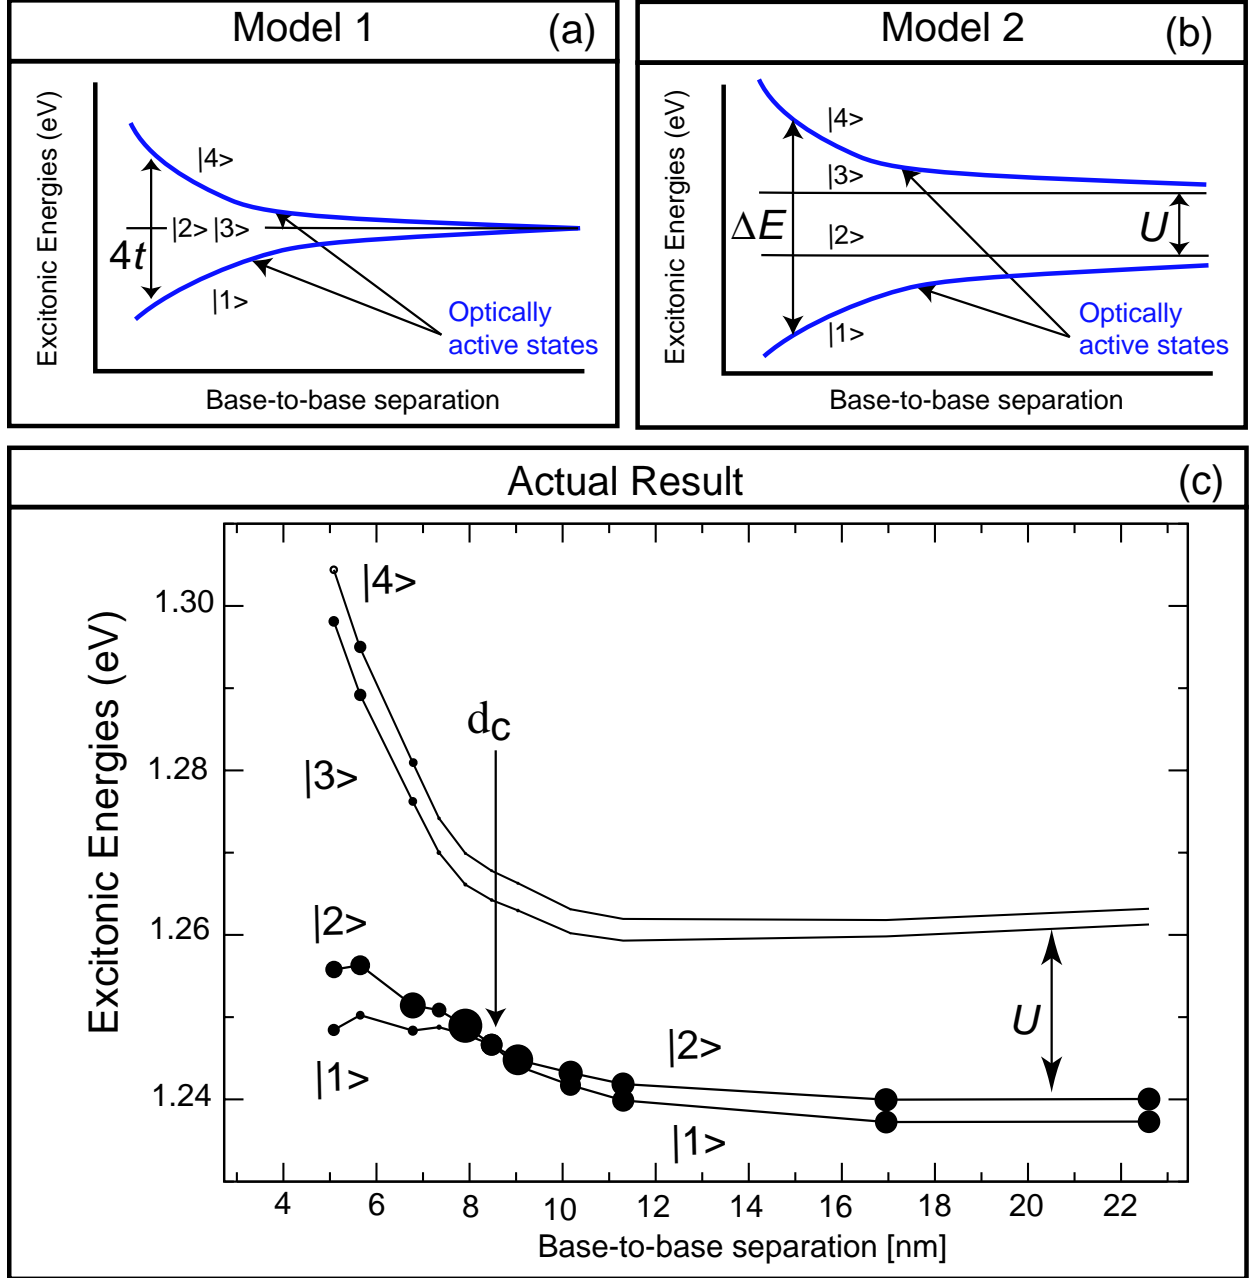 Model 1
(a)
Excitonic Energies (eV)
|4>
|2> |3>
4t
|1>
Optically
active states
Base-to-base separation
Model 2
(b)
Excitonic Energies (eV)
|4>
|3>
ΔE
|2>
U
|1>
Optically
active states
Base-to-base separation
Actual Result
(c)
Excitonic Energies (eV)
1.30
1.28
1.26
1.24
|4>
|3>
dc
|2>
|1>
|2>
|1>
U
4 6 8 10 12 14 16 18 20 22
Base-to-base separation [nm]